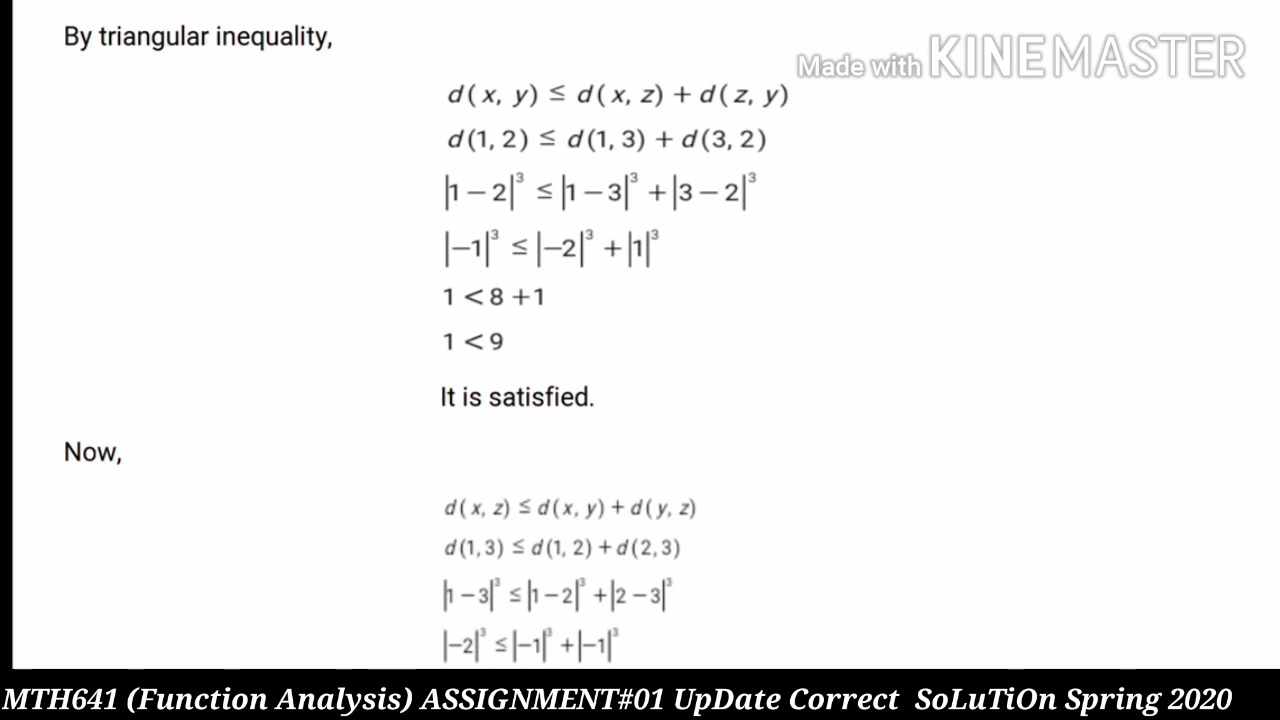 By triangular inequality,
Made with KINEMASTER
d(x, y) ≤ d(x, z) + d(z, y)
d(1, 2) ≤ d(1, 3) + d(3, 2)
|1 − 2|³ ≤ |1 − 3|³ + |3 − 2|³
|−1|³ ≤ |−2|³ + |1|³
1 < 8 + 1
1 < 9
It is satisfied.
Now,
d(x, z) ≤ d(x, y) + d(y, z)
d(1, 3) ≤ d(1, 2) + d(2, 3)
|1 − 3|³ ≤ |1 − 2|³ + |2 − 3|³
|−2|³ ≤ |−1|³ + |−1|³
MTH641 (Function Analysis) ASSIGNMENT#01 UpDate Correct SoLuTiOn Spring 2020